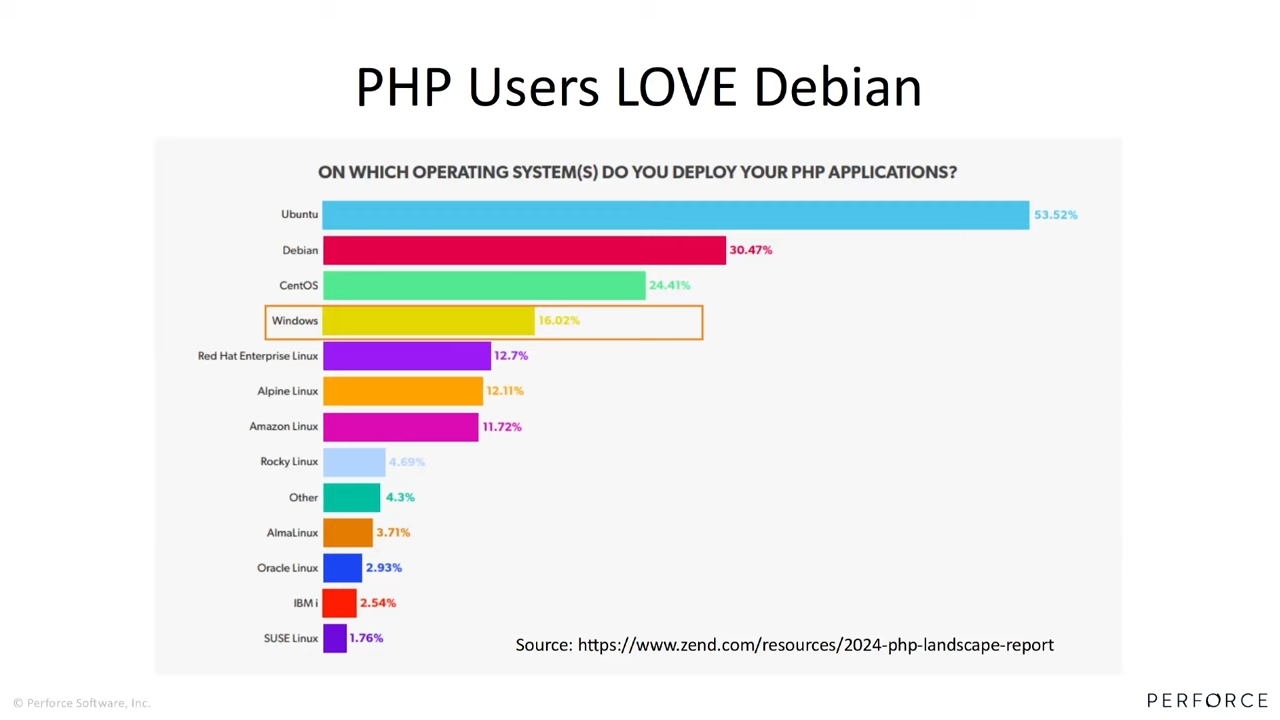 PHP Users LOVE Debian
ON WHICH OPERATING SYSTEM(S) DO YOU DEPLOY YOUR PHP APPLICATIONS?
Ubuntu 53.52%
Debian 30.47%
CentOS 24.41%
Windows 16.02%
Red Hat Enterprise Linux 12.7%
Alpine Linux 12.11%
Amazon Linux 11.72%
Rocky Linux 4.69%
Other 4.3%
AlmaLinux 3.71%
Oracle Linux 2.93%
IBM i 2.54%
SUSE Linux 1.76%
Source: https://www.zend.com/resources/2024-php-landscape-report
© Perforce Software, Inc.
PERFORCE